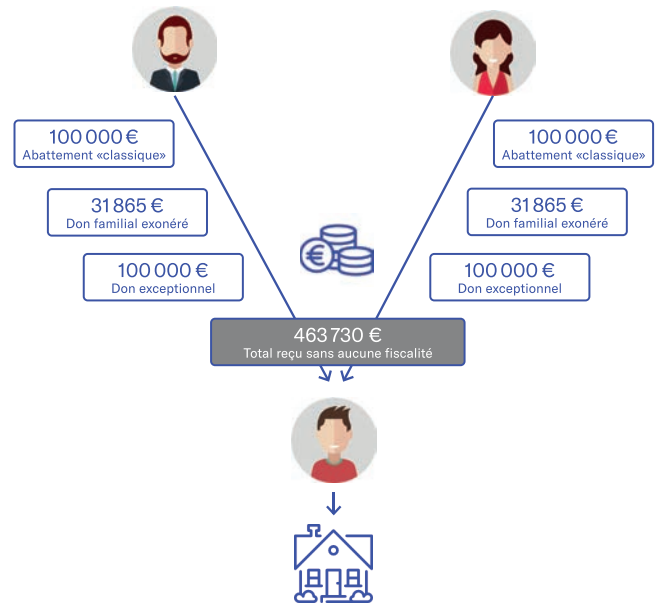 100 000 €
Abattement «classique»
100 000 €
Abattement «classique»
31 865 €
Don familial exonéré
31 865 €
Don familial exonéré
100 000 €
Don exceptionnel
100 000 €
Don exceptionnel
463 730 €
Total reçu sans aucune fiscalité